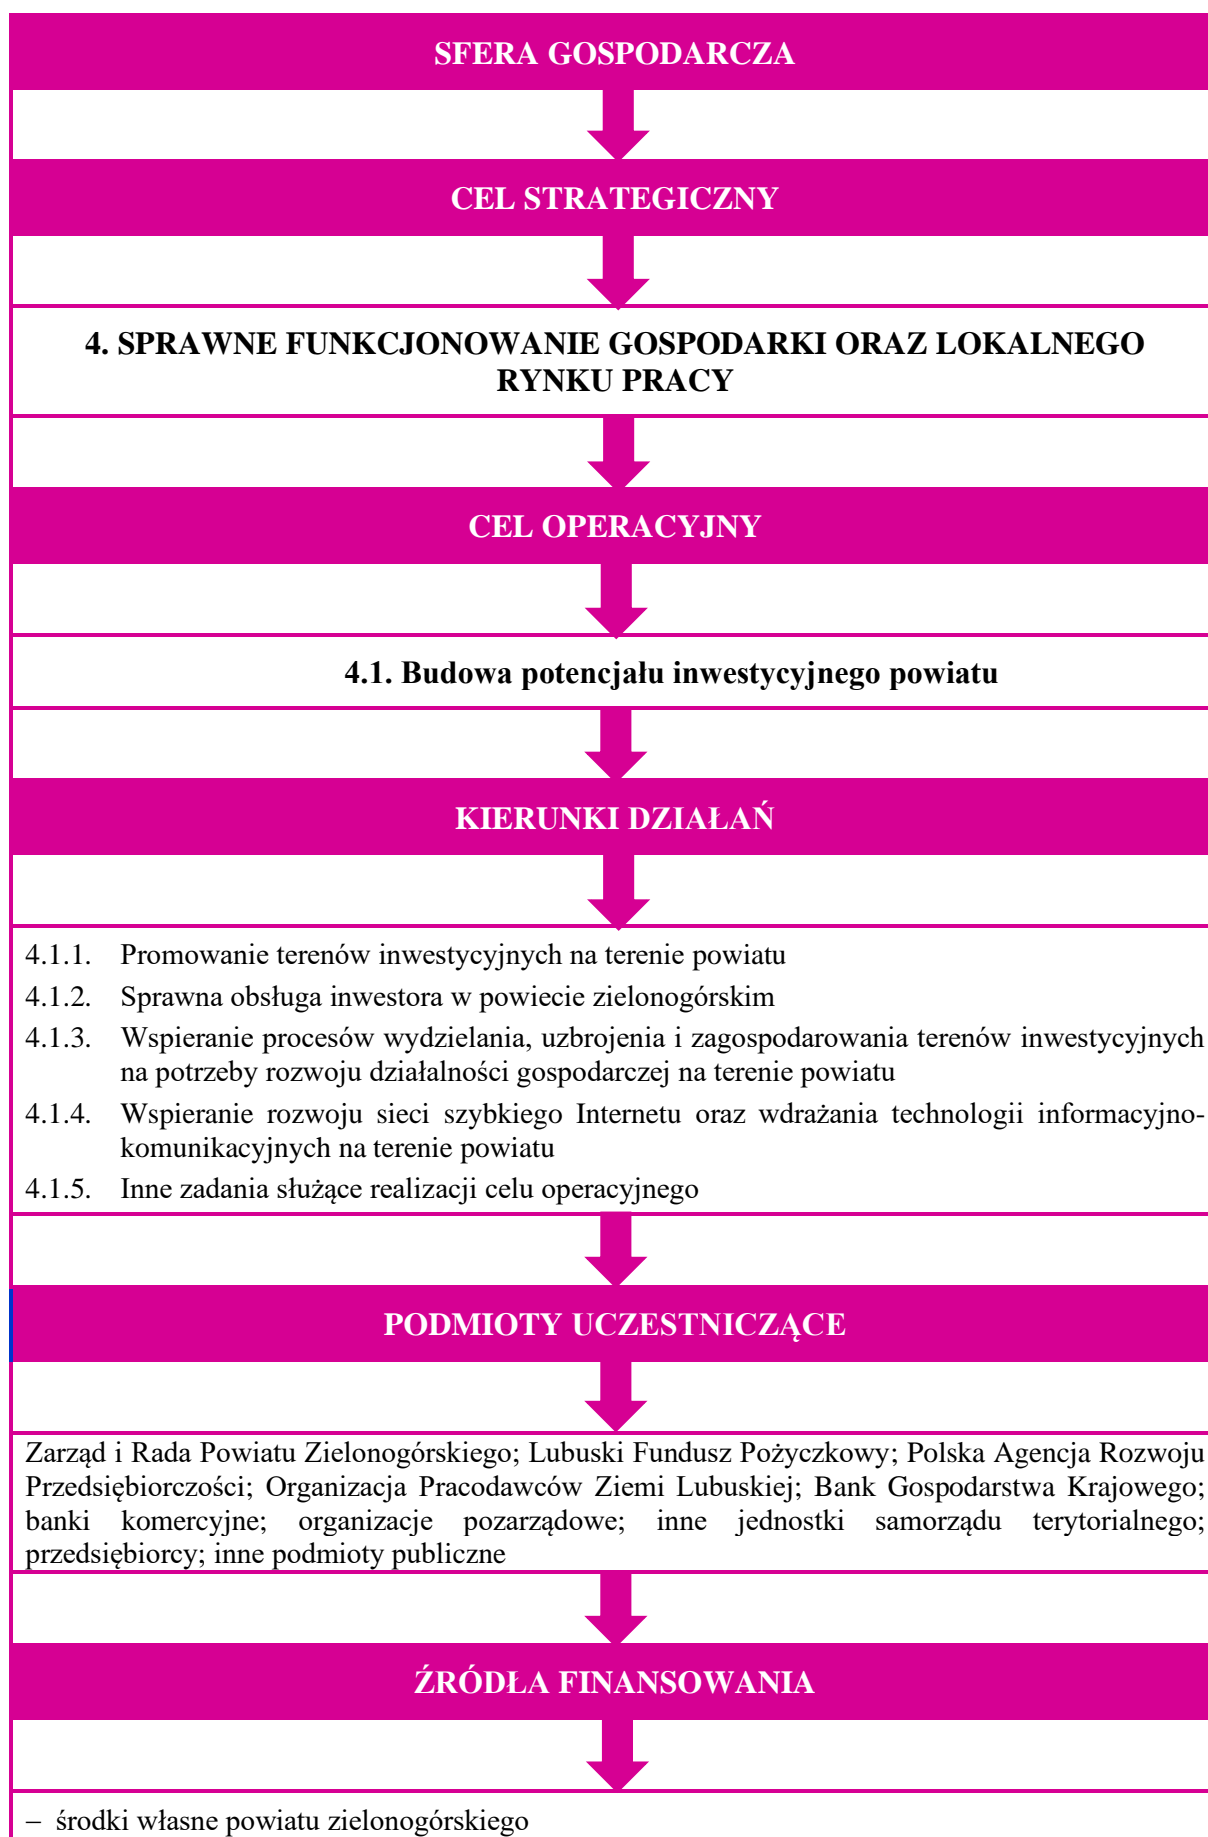 SFERA GOSPODARCZA
CEL STRATEGICZNY
4. SPRAWNE FUNKCJONOWANIE GOSPODARKI ORAZ LOKALNEGO
RYNKU PRACY
CEL OPERACYJNY
4.1. Budowa potencjału inwestycyjnego powiatu
KIERUNKI DZIAŁAŃ
4.1.1. Promowanie terenów inwestycyjnych na terenie powiatu
4.1.2. Sprawna obsługa inwestora w powiecie zielonogórskim
4.1.3. Wspieranie procesów wydzielania, uzbrojenia i zagospodarowania terenów inwestycyjnych
na potrzeby rozwoju działalności gospodarczej na terenie powiatu
4.1.4. Wspieranie rozwoju sieci szybkiego Internetu oraz wdrażania technologii informacyjno-
komunikacyjnych na terenie powiatu
4.1.5. Inne zadania służące realizacji celu operacyjnego
PODMIOTY UCZESTNICZĄCE
Zarząd i Rada Powiatu Zielonogórskiego; Lubuski Fundusz Pożyczkowy; Polska Agencja Rozwoju
Przedsiębiorczości; Organizacja Pracodawców Ziemi Lubuskiej; Bank Gospodarstwa Krajowego;
banki komercyjne; organizacje pozarządowe; inne jednostki samorządu terytorialnego;
przedsiębiorcy; inne podmioty publiczne
ŹRÓDŁA FINANSOWANIA
– środki własne powiatu zielonogórskiego